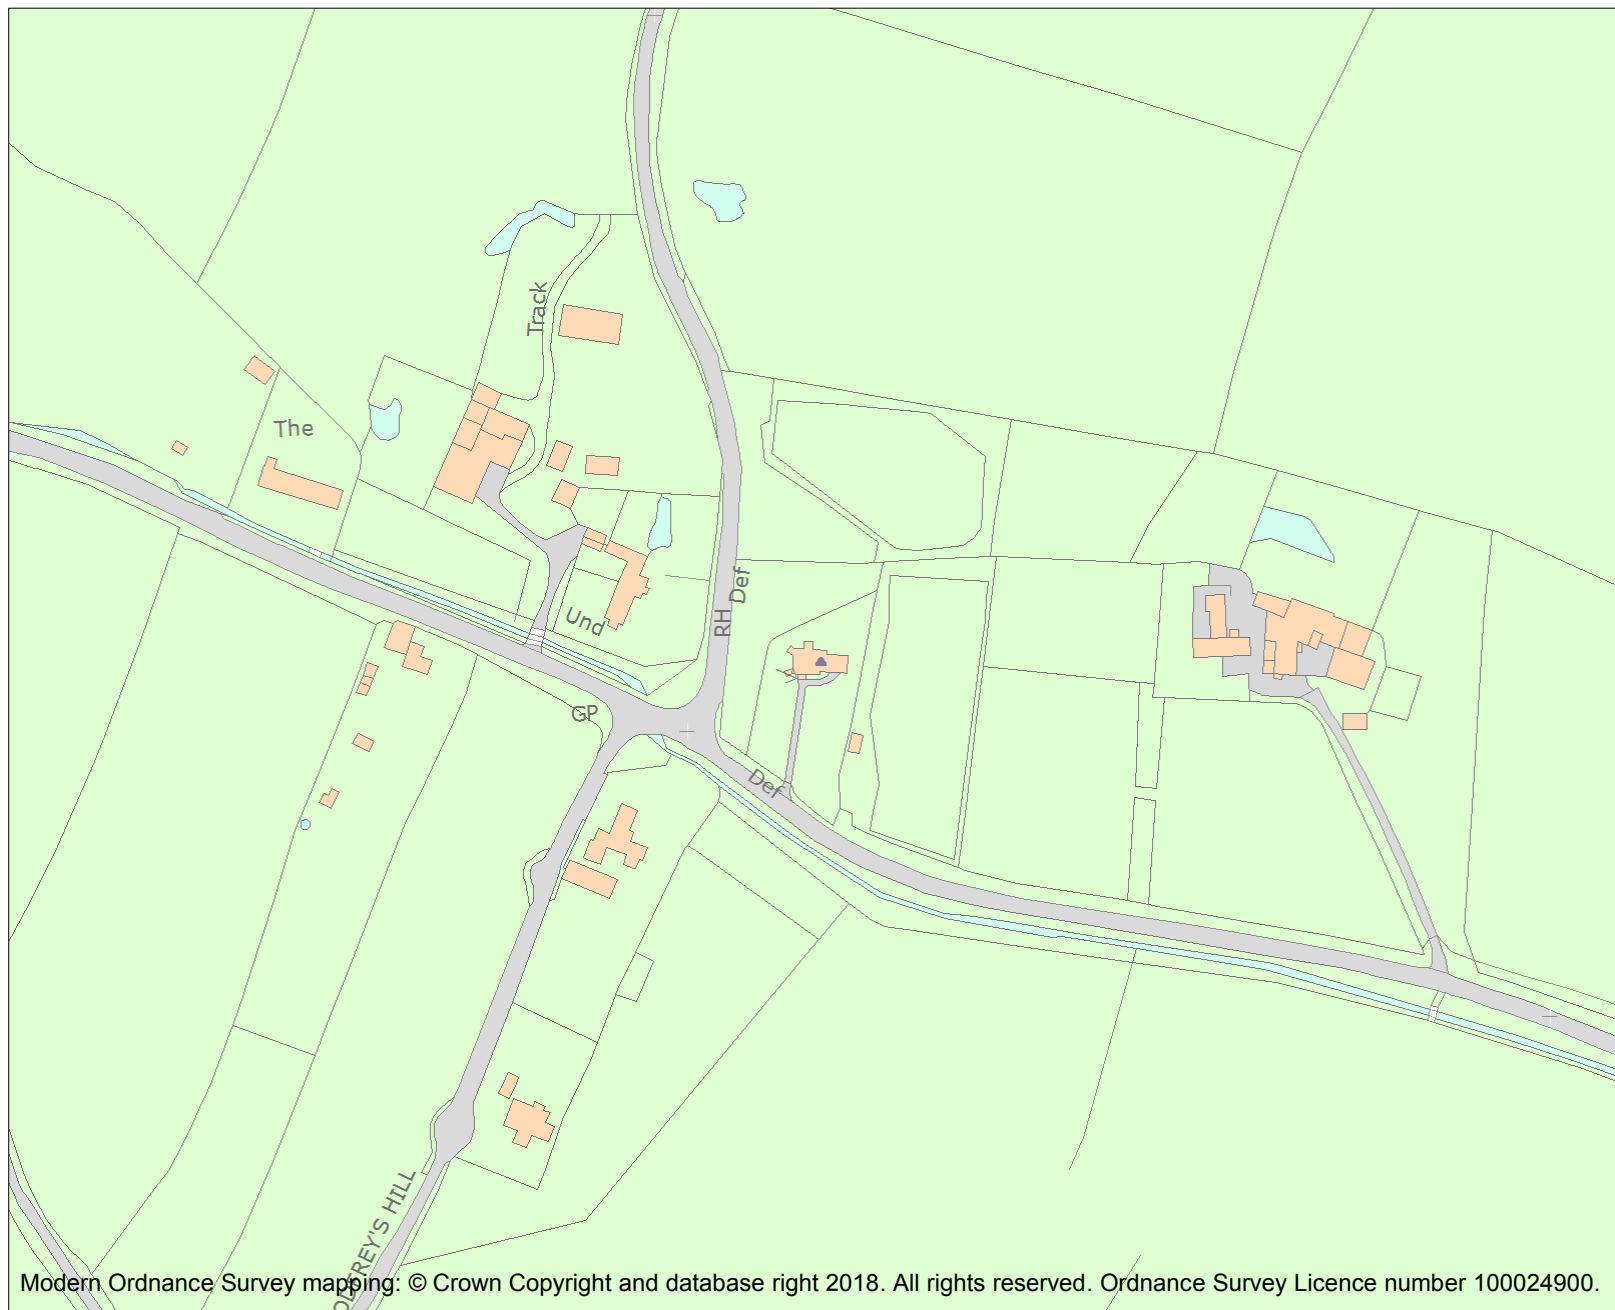 Track
The
Und
RH
Def
GP
Def
HILL
Modern Ordnance Survey mapping: © Crown Copyright and database right 2018. All rights reserved. Ordnance Survey Licence number 100024900.